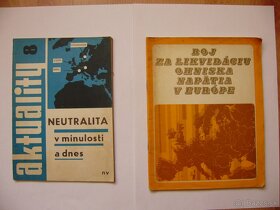 aktuality 8
NEUTRALITA
v minulosti
a dnes
nv
BOJ
ZA LIKVIDÁCIU
OHNISKA
NAPÄTIA
V EURÓPE